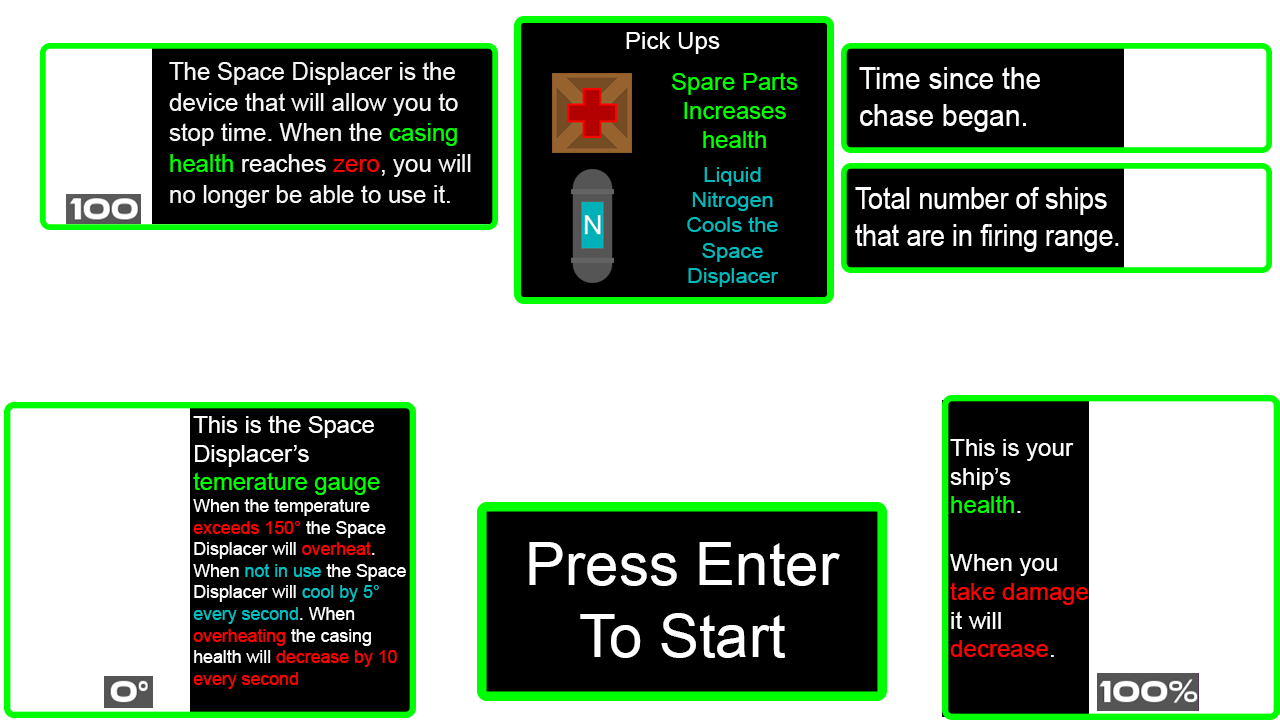 The Space Displacer is the
device that will allow you to
stop time. When the casing
health reaches zero, you will
no longer be able to use it.
100
Pick Ups
Spare Parts
Increases
health
N
Liquid
Nitrogen
Cools the
Space
Displacer
Time since the
chase began.
Total number of ships
that are in firing range.
This is the Space
Displacer’s
temerature gauge
When the temperature
exceeds 150° the Space
Displacer will overheat.
When not in use the Space
Displacer will cool by 5°
every second. When
overheating the casing
health will decrease by 10
every second
0°
Press Enter
To Start
This is your
ship’s
health.
When you
take damage
it will
decrease.
100%